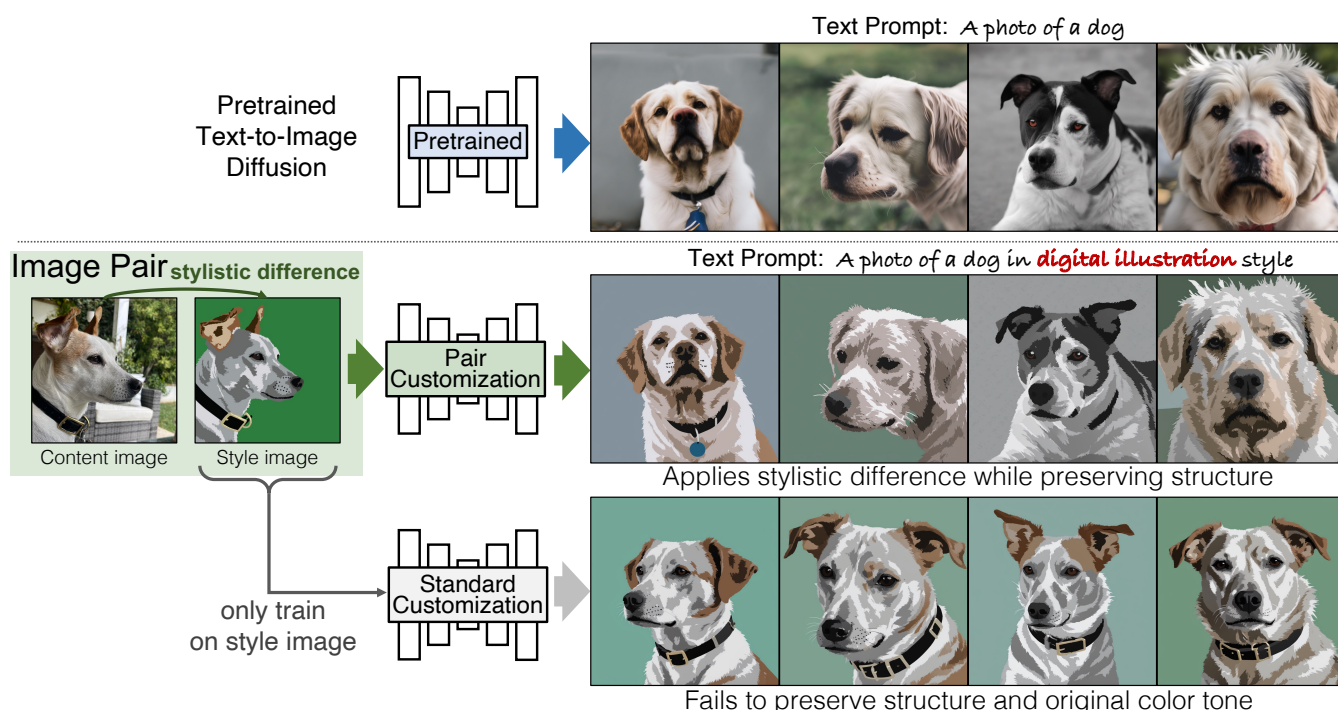 Text Prompt: A photo of a dog
Pretrained
Text-to-Image
Diffusion
Pretrained
Text Prompt: A photo of a dog in digital illustration style
Image Pair stylistic difference
Content image
Style image
Pair
Customization
Applies stylistic difference while preserving structure
only train
on style image
Standard
Customization
Fails to preserve structure and original color tone